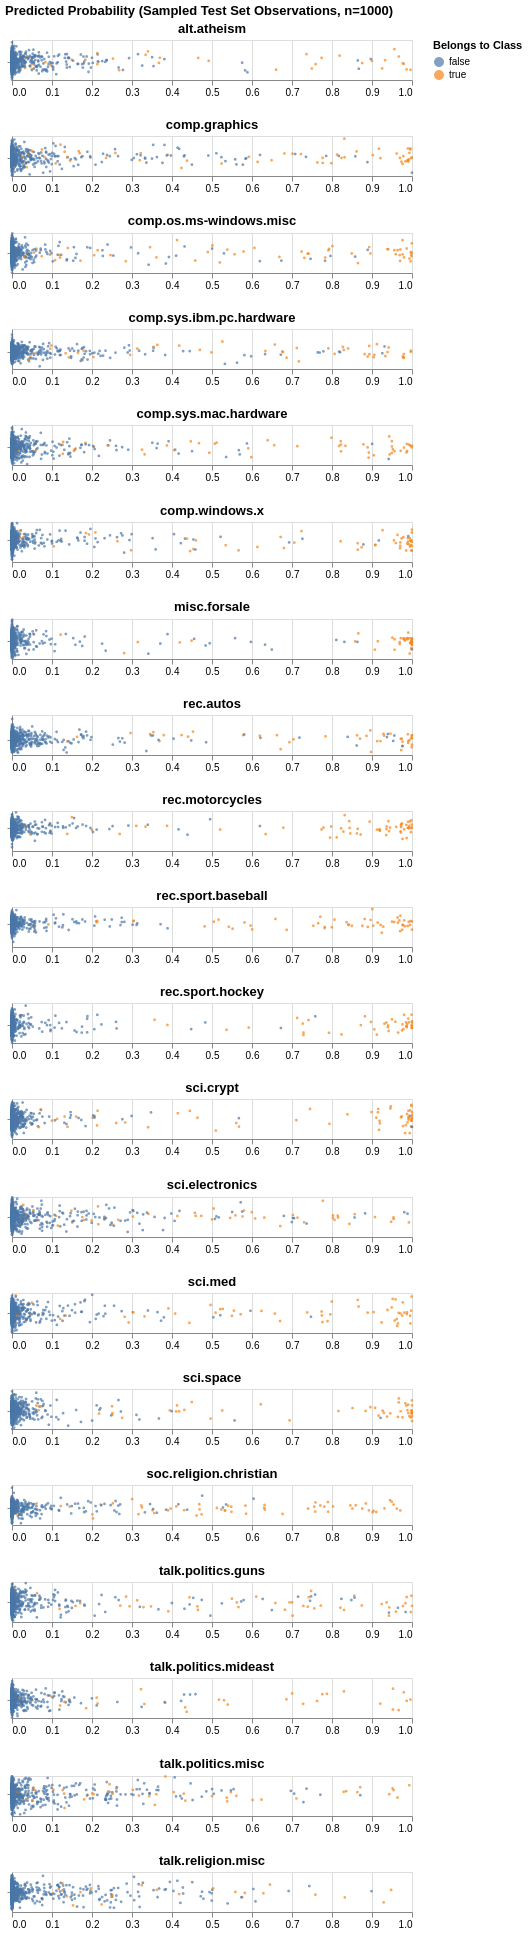 Predicted Probability (Sampled Test Set Observations, n=1000)
alt.atheism
Belongs to Class
false
true
0.0 0.1 0.2 0.3 0.4 0.5 0.6 0.7 0.8 0.9 1.0
comp.graphics
0.0 0.1 0.2 0.3 0.4 0.5 0.6 0.7 0.8 0.9 1.0
comp.os.ms-windows.misc
0.0 0.1 0.2 0.3 0.4 0.5 0.6 0.7 0.8 0.9 1.0
comp.sys.ibm.pc.hardware
0.0 0.1 0.2 0.3 0.4 0.5 0.6 0.7 0.8 0.9 1.0
comp.sys.mac.hardware
0.0 0.1 0.2 0.3 0.4 0.5 0.6 0.7 0.8 0.9 1.0
comp.windows.x
0.0 0.1 0.2 0.3 0.4 0.5 0.6 0.7 0.8 0.9 1.0
misc.forsale
0.0 0.1 0.2 0.3 0.4 0.5 0.6 0.7 0.8 0.9 1.0
rec.autos
0.0 0.1 0.2 0.3 0.4 0.5 0.6 0.7 0.8 0.9 1.0
rec.motorcycles
0.0 0.1 0.2 0.3 0.4 0.5 0.6 0.7 0.8 0.9 1.0
rec.sport.baseball
0.0 0.1 0.2 0.3 0.4 0.5 0.6 0.7 0.8 0.9 1.0
rec.sport.hockey
0.0 0.1 0.2 0.3 0.4 0.5 0.6 0.7 0.8 0.9 1.0
sci.crypt
0.0 0.1 0.2 0.3 0.4 0.5 0.6 0.7 0.8 0.9 1.0
sci.electronics
0.0 0.1 0.2 0.3 0.4 0.5 0.6 0.7 0.8 0.9 1.0
sci.med
0.0 0.1 0.2 0.3 0.4 0.5 0.6 0.7 0.8 0.9 1.0
sci.space
0.0 0.1 0.2 0.3 0.4 0.5 0.6 0.7 0.8 0.9 1.0
soc.religion.christian
0.0 0.1 0.2 0.3 0.4 0.5 0.6 0.7 0.8 0.9 1.0
talk.politics.guns
0.0 0.1 0.2 0.3 0.4 0.5 0.6 0.7 0.8 0.9 1.0
talk.politics.mideast
0.0 0.1 0.2 0.3 0.4 0.5 0.6 0.7 0.8 0.9 1.0
talk.politics.misc
0.0 0.1 0.2 0.3 0.4 0.5 0.6 0.7 0.8 0.9 1.0
talk.religion.misc
0.0 0.1 0.2 0.3 0.4 0.5 0.6 0.7 0.8 0.9 1.0